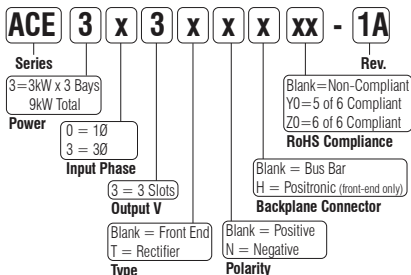 ACE 3 x 3 x x x xx - 1A
Series
Rev.
3=3kW x 3 Bays
9kW Total
Power
Blank=Non-Compliant
Y0=5 of 6 Compliant
Z0=6 of 6 Compliant
RoHS Compliance
0 = 1Ø
3 = 3Ø
Input Phase
Blank = Bus Bar
H = Positronic (front-end only)
Backplane Connector
3 = 3 Slots
Output V
Blank = Front End
T = Rectifier
Type
Blank = Positive
N = Negative
Polarity